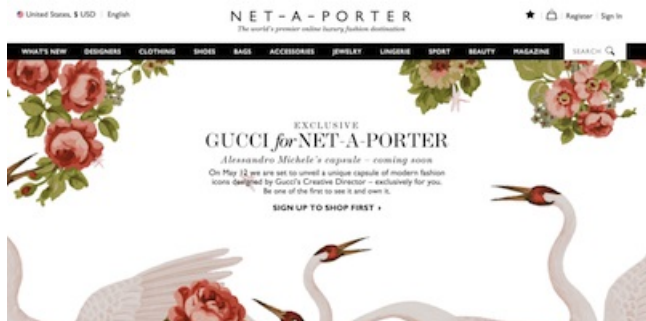 United States, $ USD English
NET-A-PORTER
Register Sign In
The world's premier online luxury fashion destination
WHAT'S NEW DESIGNERS CLOTHING SHOES BAGS ACCESSORIES JEWELRY LINGERIE SPORT BEAUTY MAGAZINE SEARCH
EXCLUSIVE
GUCCI for NET-A-PORTER
Alessandro Michele's capsule – coming soon
On May 12 we are set to unveil a unique capsule of modern fashion
icons designed by Gucci's Creative Director – exclusively for you.
Be one of the first to see it and own it.
SIGN UP TO SHOP FIRST ›